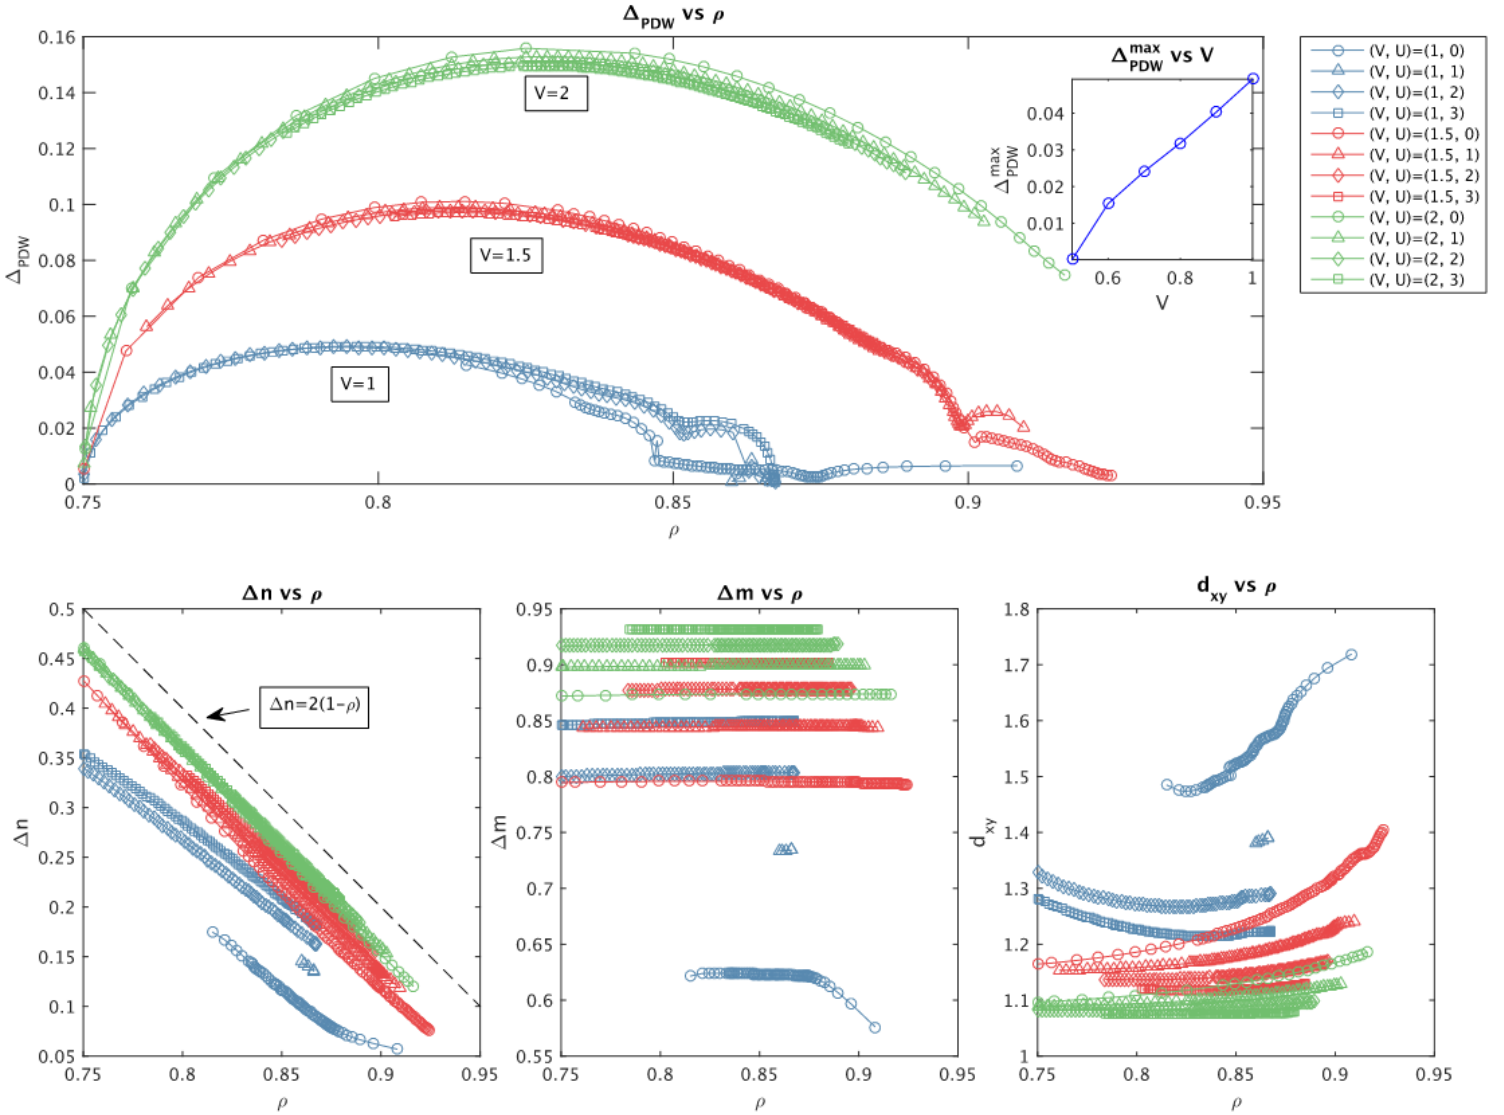 Δ_PDW vs ρ
0.16
0.14
0.12
0.1
0.08
0.06
0.04
0.02
0
Δ_PDW
0.75
0.8
0.85
0.9
0.95
ρ
V=2
V=1.5
V=1
Δ^max_PDW vs V
0.04
0.03
0.02
0.01
Δ^max_PDW
0.6
0.8
1
V
(V, U)=(1, 0)
(V, U)=(1, 1)
(V, U)=(1, 2)
(V, U)=(1, 3)
(V, U)=(1.5, 0)
(V, U)=(1.5, 1)
(V, U)=(1.5, 2)
(V, U)=(1.5, 3)
(V, U)=(2, 0)
(V, U)=(2, 1)
(V, U)=(2, 2)
(V, U)=(2, 3)
Δn vs ρ
0.5
0.45
0.4
0.35
0.3
0.25
0.2
0.15
0.1
0.05
Δn
Δn=2(1-ρ)
0.75
0.8
0.85
0.9
0.95
ρ
Δm vs ρ
0.95
0.9
0.85
0.8
0.75
0.7
0.65
0.6
0.55
Δm
0.75
0.8
0.85
0.9
0.95
ρ
d_xy vs ρ
1.8
1.7
1.6
1.5
1.4
1.3
1.2
1.1
1
d_xy
0.75
0.8
0.85
0.9
0.95
ρ